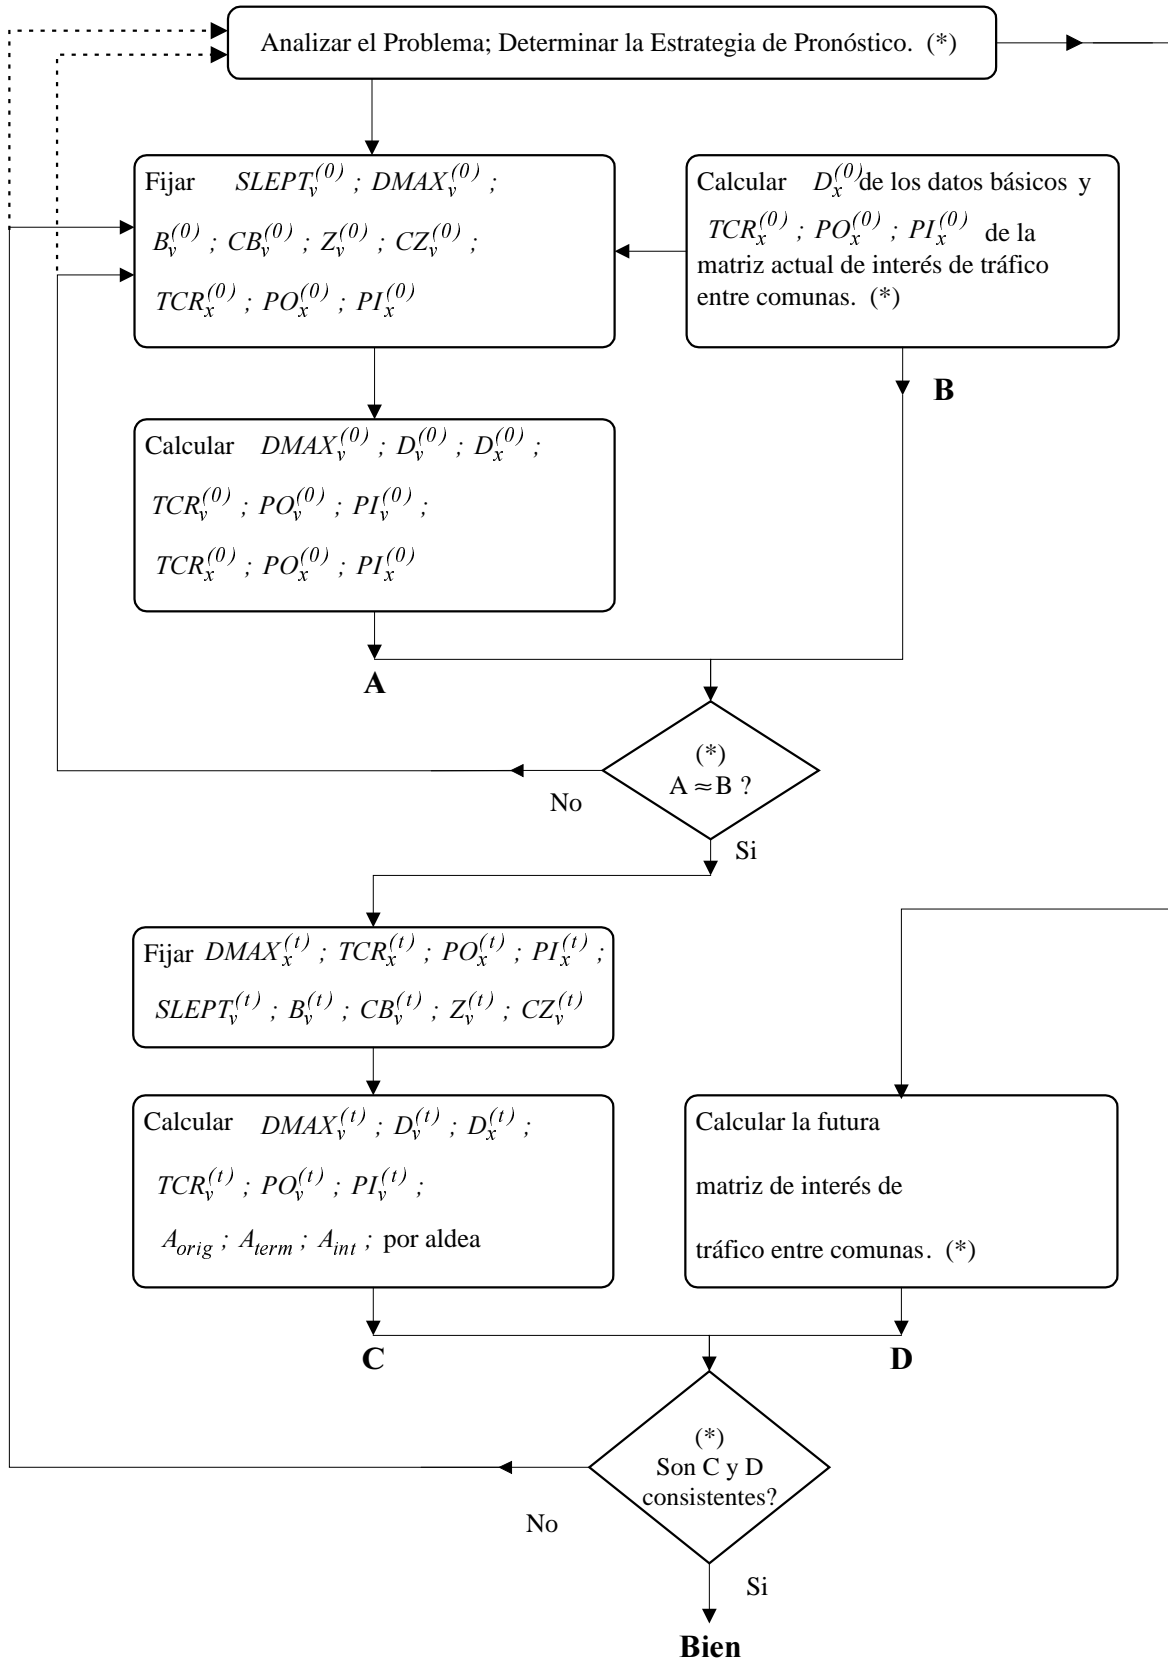 Analizar el Problema; Determinar la Estrategia de Pronóstico. (*)
Fijar SLEPT_v^(0) ; DMAX_v^(0) ;
B_v^(0) ; CB_v^(0) ; Z_v^(0) ; CZ_v^(0) ;
TCR_x^(0) ; PO_x^(0) ; PI_x^(0)
Calcular D_x^(0) de los datos básicos y
TCR_x^(0) ; PO_x^(0) ; PI_x^(0) de la
matriz actual de interés de tráfico
entre comunas. (*)
B
Calcular DMAX_v^(0) ; D_v^(0) ; D_x^(0) ;
TCR_v^(0) ; PO_v^(0) ; PI_v^(0) ;
TCR_x^(0) ; PO_x^(0) ; PI_x^(0)
A
(*)
A ≈ B ?
No
Si
Fijar DMAX_x^(t) ; TCR_x^(t) ; PO_x^(t) ; PI_x^(t) ;
SLEPT_v^(t) ; B_v^(t) ; CB_v^(t) ; Z_v^(t) ; CZ_v^(t)
Calcular DMAX_v^(t) ; D_v^(t) ; D_x^(t) ;
TCR_v^(t) ; PO_v^(t) ; PI_v^(t) ;
A_orig ; A_term ; A_int ; por aldea
Calcular la futura
matriz de interés de
tráfico entre comunas. (*)
C
D
(*)
Son C y D
consistentes?
No
Si
Bien